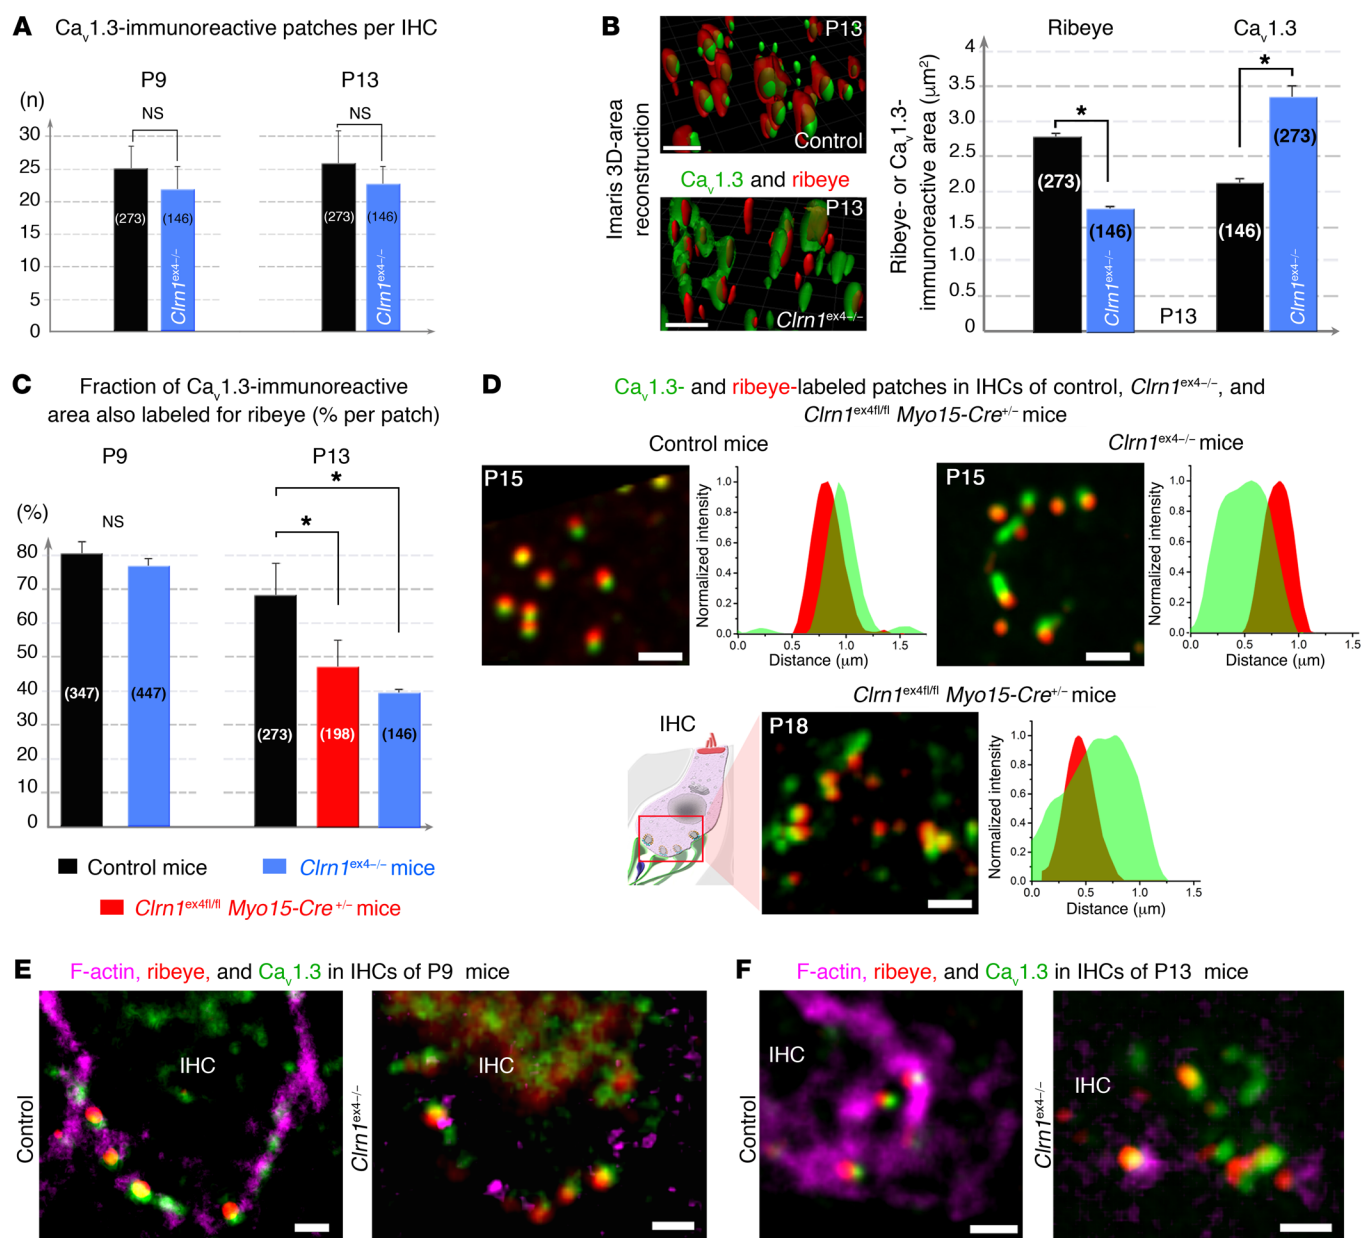 A Cav1.3-immunoreactive patches per IHC
P9
P13
(n)
NS
NS
30
25
20
15
10
5
0
(273)
(146)
(273)
(146)
Clrn1ex4–/–
Clrn1ex4–/–
B
Imaris 3D-area
reconstruction
P13
Control
Cav1.3 and ribeye
P13
Clrn1ex4–/–
Ribeye
Cav1.3
Ribeye- or Cav1.3-
immunoreactive area (μm2)
4
3.5
3.0
2.5
2.0
1.5
1.0
0.5
0
*
*
(273)
(146)
(146)
(273)
Clrn1ex4–/–
P13
Clrn1ex4–/–
C Fraction of Cav1.3-immunoreactive
area also labeled for ribeye (% per patch)
P9
P13
(%)
NS
*
*
80
70
60
50
40
30
20
10
0
(347)
(447)
(273)
(198)
(146)
Control mice
Clrn1ex4–/– mice
Clrn1ex4fl/fl Myo15-Cre+/– mice
D Cav1.3- and ribeye-labeled patches in IHCs of control, Clrn1ex4–/–, and
Clrn1ex4fl/fl Myo15-Cre+/– mice
Control mice
P15
Normalized intensity
1.0
0.8
0.6
0.4
0.2
0
0.0 0.5 1.0 1.5
Distance (μm)
Clrn1ex4–/– mice
P15
Normalized intensity
1.0
0.8
0.6
0.4
0.2
0
0.0 0.5 1.0 1.5
Distance (μm)
Clrn1ex4fl/fl Myo15-Cre+/– mice
IHC
P18
Normalized intensity
1.0
0.8
0.6
0.4
0.2
0.0
0.0 0.5 1.0 1.5
Distance (μm)
E F-actin, ribeye, and Cav1.3 in IHCs of P9 mice
Control
IHC
Clrn1ex4–/–
IHC
F F-actin, ribeye, and Cav1.3 in IHCs of P13 mice
Control
IHC
Clrn1ex4–/–
IHC